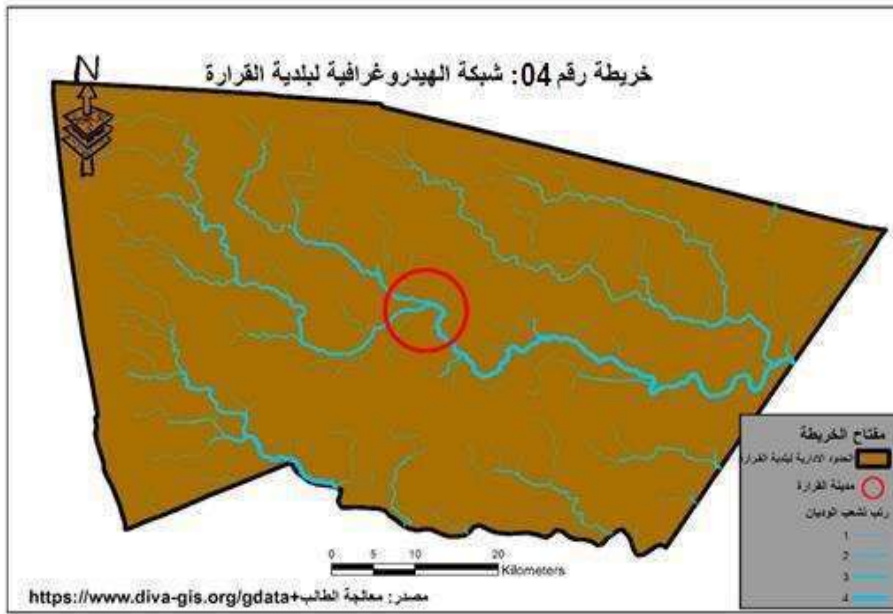 خريطة رقم 04: شبكة الهيدروغرافية لبلدية القرارة
N
مفتاح الخريطة
الحدود الادارية لبلدية القرارة
مدينة القرارة
رتب تشعب الوديان
1
2
3
4
0 5 10 20
Kilometers
مصدر: معالجة الطالب+https://www.diva-gis.org/gdata